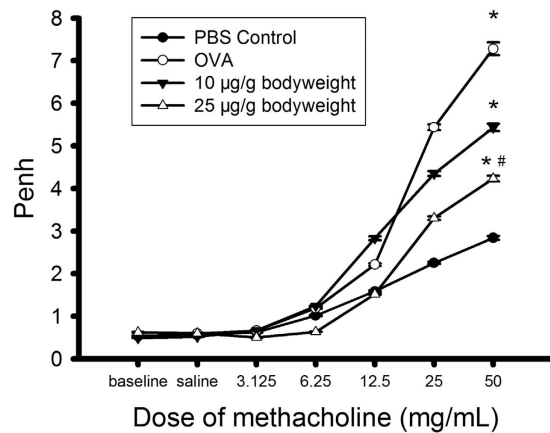 8
7
6
5
4
3
2
1
0
Penh
PBS Control
OVA
10 µg/g bodyweight
25 µg/g bodyweight
*
*
* #
baseline saline 3.125 6.25 12.5 25 50
Dose of methacholine (mg/mL)